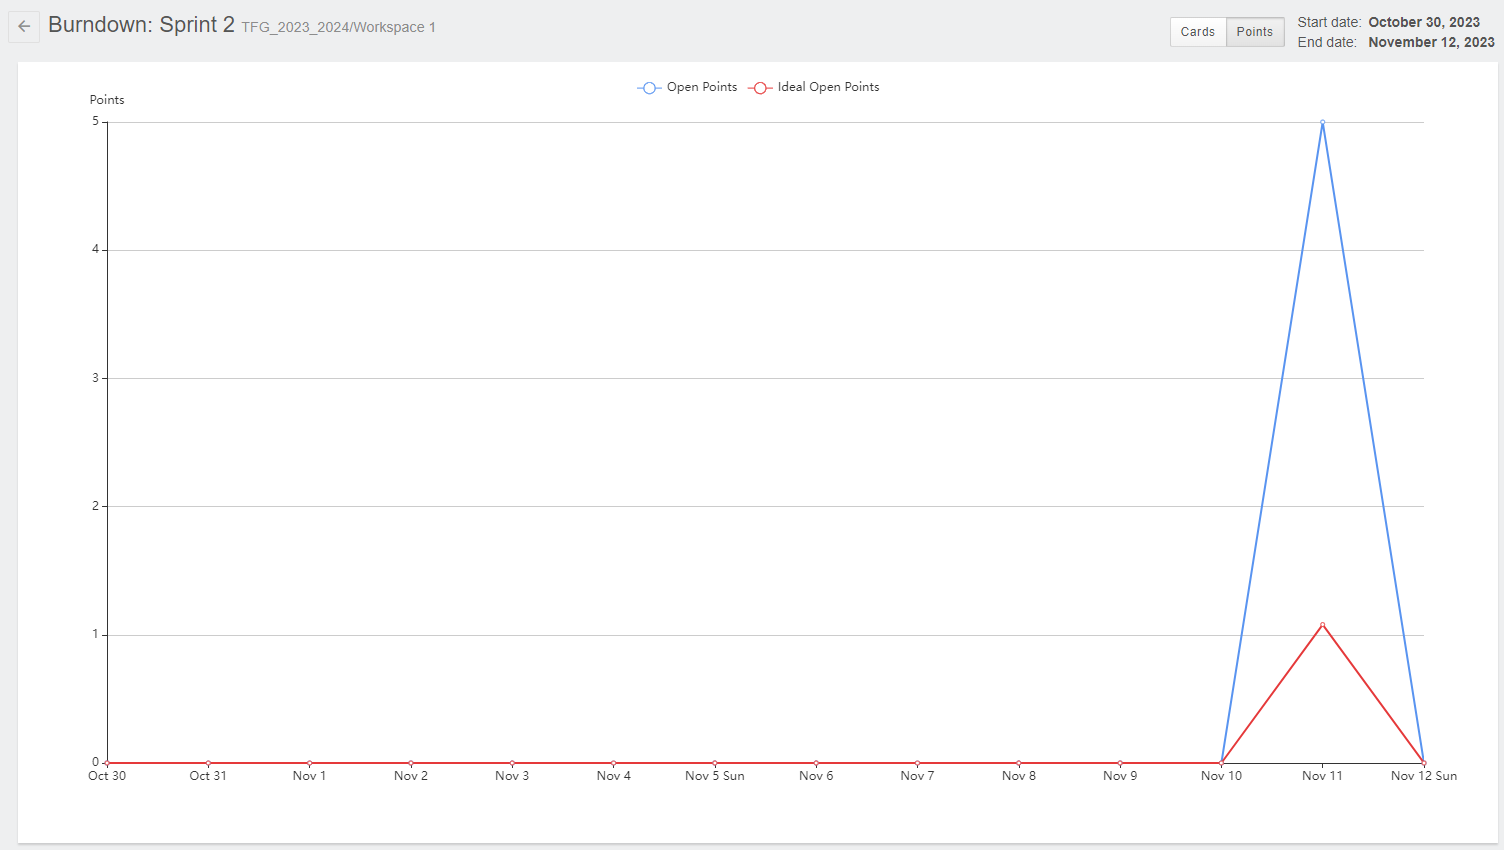 Burndown: Sprint 2 TFG_2023_2024/Workspace 1
Cards Points
Start date: October 30, 2023
End date: November 12, 2023
Open Points Ideal Open Points
Points
5
4
3
2
1
0
Oct 30 Oct 31 Nov 1 Nov 2 Nov 3 Nov 4 Nov 5 Sun Nov 6 Nov 7 Nov 8 Nov 9 Nov 10 Nov 11 Nov 12 Sun